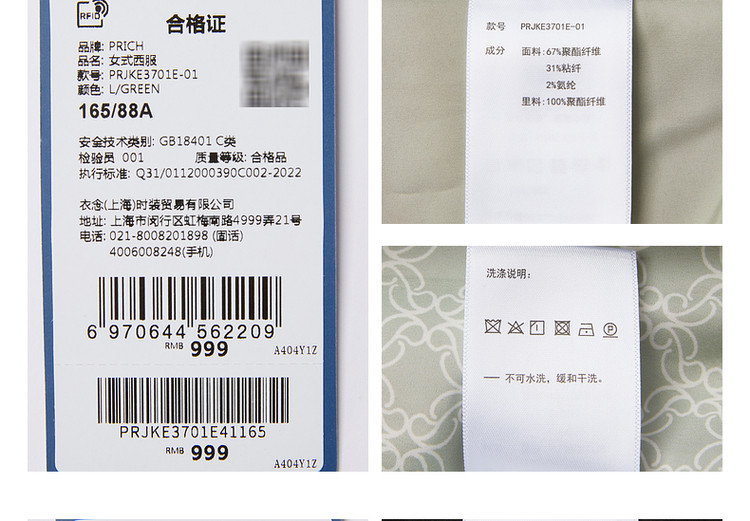 RFID
合格证
品牌: PRICH
品名: 女式西服
款号: PRJKE3701E-01
颜色: L/GREEN
165/88A
安全技术类别: GB18401 C类
检验员 001 质量等级: 合格品
执行标准: Q31/0112000390C002-2022
衣念(上海)时装贸易有限公司
地址: 上海市闵行区虹梅南路4999弄21号
电话: 021-8008201898 (固话)
4006008248(手机)
6 970644 562209
RMB 999 A404Y1Z
PRJKE3701E41165
RMB 999 A404Y1Z
款号 PRJKE3701E-01
成分 面料:67%聚酯纤维
31%粘纤
2%氨纶
里料:100%聚酯纤维
洗涤说明:
— 不可水洗, 缓和干洗。